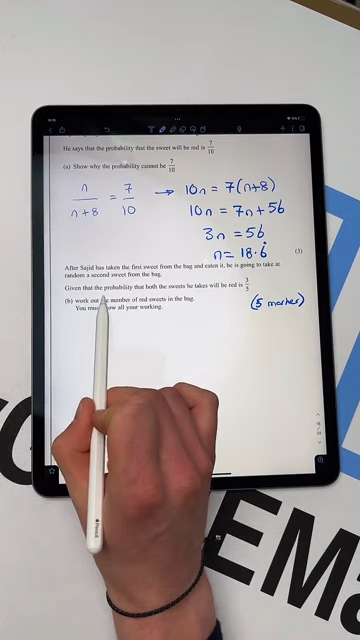 He says that the probability that the sweet will be red is 7/10
(a) Show why the probability cannot be 7/10
n/n+8 = 7/10 → 10n = 7(n+8)
10n = 7n + 56
3n = 56
n = 18.6̇
(3)
After Sajid has taken the first sweet from the bag and eaten it, he is going to take at
random a second sweet from the bag.
Given that the probability that both the sweets he takes will be red is 3/5
(b) work out the number of red sweets in the bag.
(5 marks)
You must show all your working.
Pencil
EMa